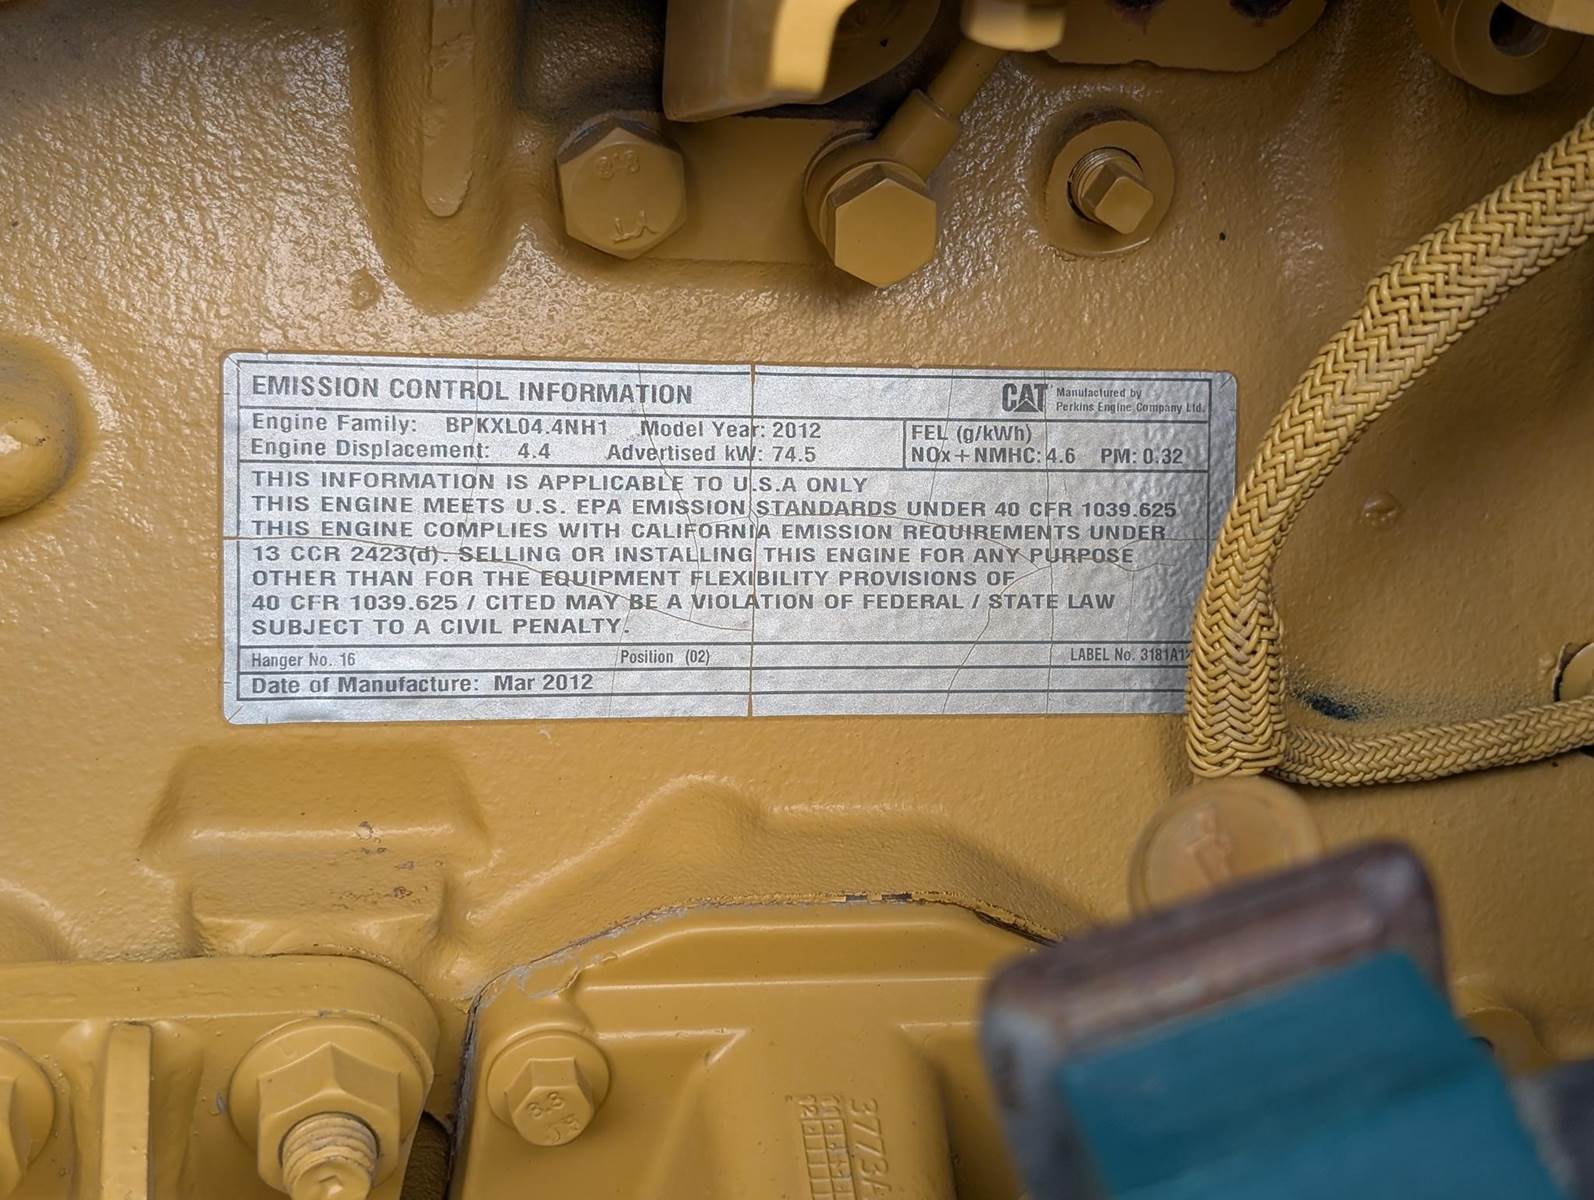 EMISSION CONTROL INFORMATION
CAT Manufactured by
Perkins Engine Company Ltd.
Engine Family: BPKXL04.4NH1 Model Year: 2012
Engine Displacement: 4.4 Advertised kW: 74.5
FEL (g/kWh)
NOx + NMHC: 4.6 PM: 0.32
THIS INFORMATION IS APPLICABLE TO U.S.A ONLY
THIS ENGINE MEETS U.S. EPA EMISSION STANDARDS UNDER 40 CFR 1039.625
THIS ENGINE COMPLIES WITH CALIFORNIA EMISSION REQUIREMENTS UNDER
13 CCR 2423(d). SELLING OR INSTALLING THIS ENGINE FOR ANY PURPOSE
OTHER THAN FOR THE EQUIPMENT FLEXIBILITY PROVISIONS OF
40 CFR 1039.625 / CITED MAY BE A VIOLATION OF FEDERAL / STATE LAW
SUBJECT TO A CIVIL PENALTY.
Hanger No. 16 Position (02) LABEL No.
Date of Manufacture: Mar 2012
8.8
8.8